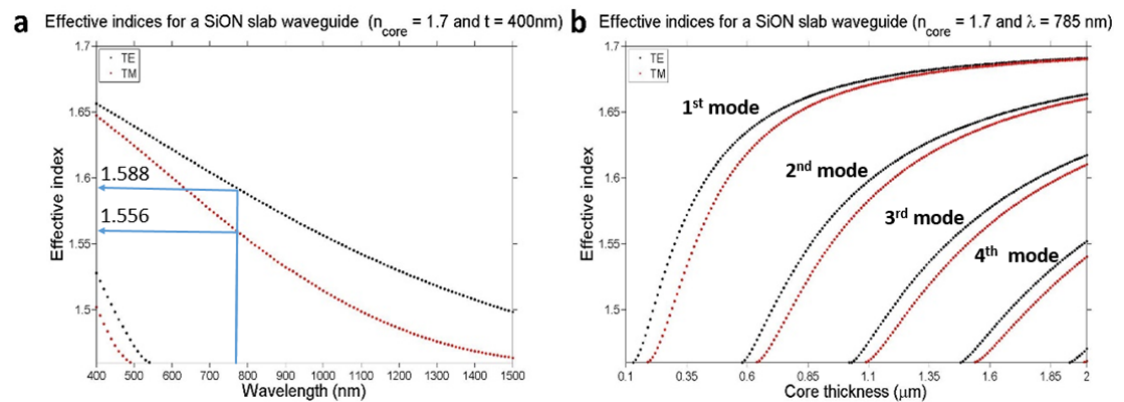 a Effective indices for a SiON slab waveguide (n_core = 1.7 and t = 400nm)
1.7
TE
TM
1.65
1.6
1.55
1.5
Effective index
1.588
1.556
400 500 600 700 800 900 1000 1100 1200 1300 1400 1500
Wavelength (nm)
b Effective indices for a SiON slab waveguide (n_core = 1.7 and λ = 785 nm)
1.7
TE
TM
1.65
1.6
1.55
1.5
Effective index
1st mode
2nd mode
3rd mode
4th mode
0.1 0.35 0.6 0.85 1.1 1.35 1.6 1.85 2
Core thickness (μm)